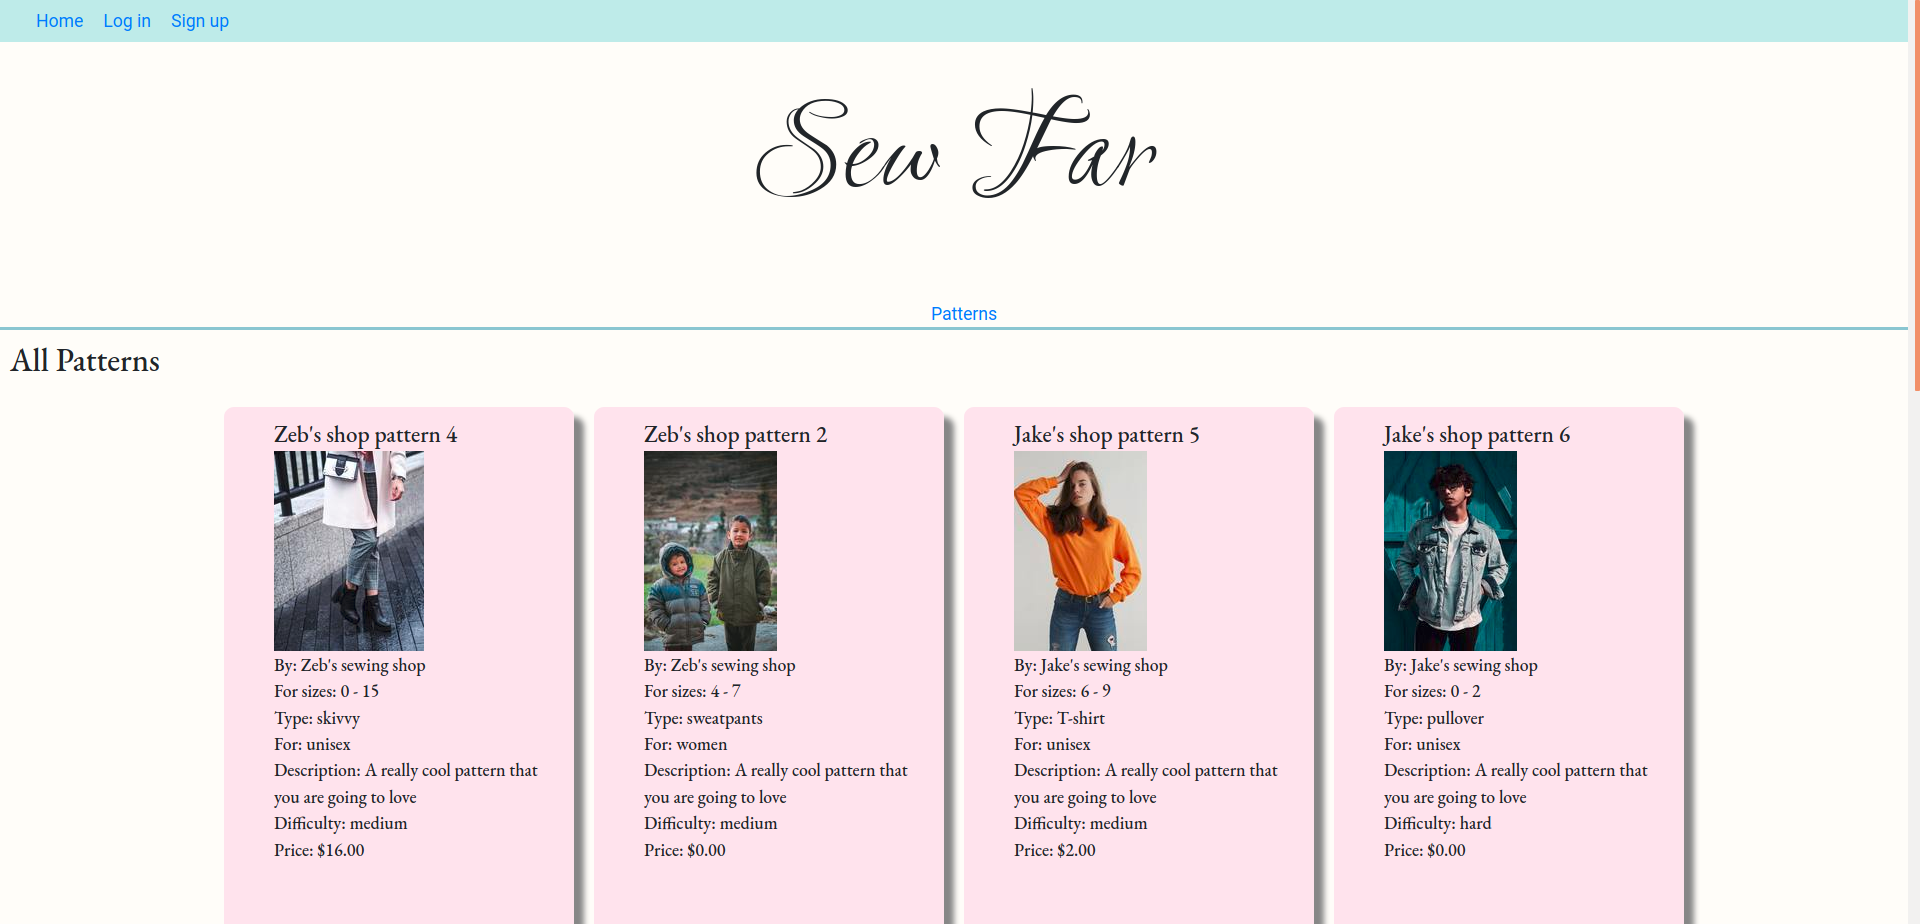 Home Log in Sign up
Sew Far
Patterns
All Patterns
Zeb's shop pattern 4
By: Zeb's sewing shop
For sizes: 0 - 15
Type: skivvy
For: unisex
Description: A really cool pattern that
you are going to love
Difficulty: medium
Price: $16.00
Zeb's shop pattern 2
By: Zeb's sewing shop
For sizes: 4 - 7
Type: sweatpants
For: women
Description: A really cool pattern that
you are going to love
Difficulty: medium
Price: $0.00
Jake's shop pattern 5
By: Jake's sewing shop
For sizes: 6 - 9
Type: T-shirt
For: unisex
Description: A really cool pattern that
you are going to love
Difficulty: medium
Price: $2.00
Jake's shop pattern 6
By: Jake's sewing shop
For sizes: 0 - 2
Type: pullover
For: unisex
Description: A really cool pattern that
you are going to love
Difficulty: hard
Price: $0.00